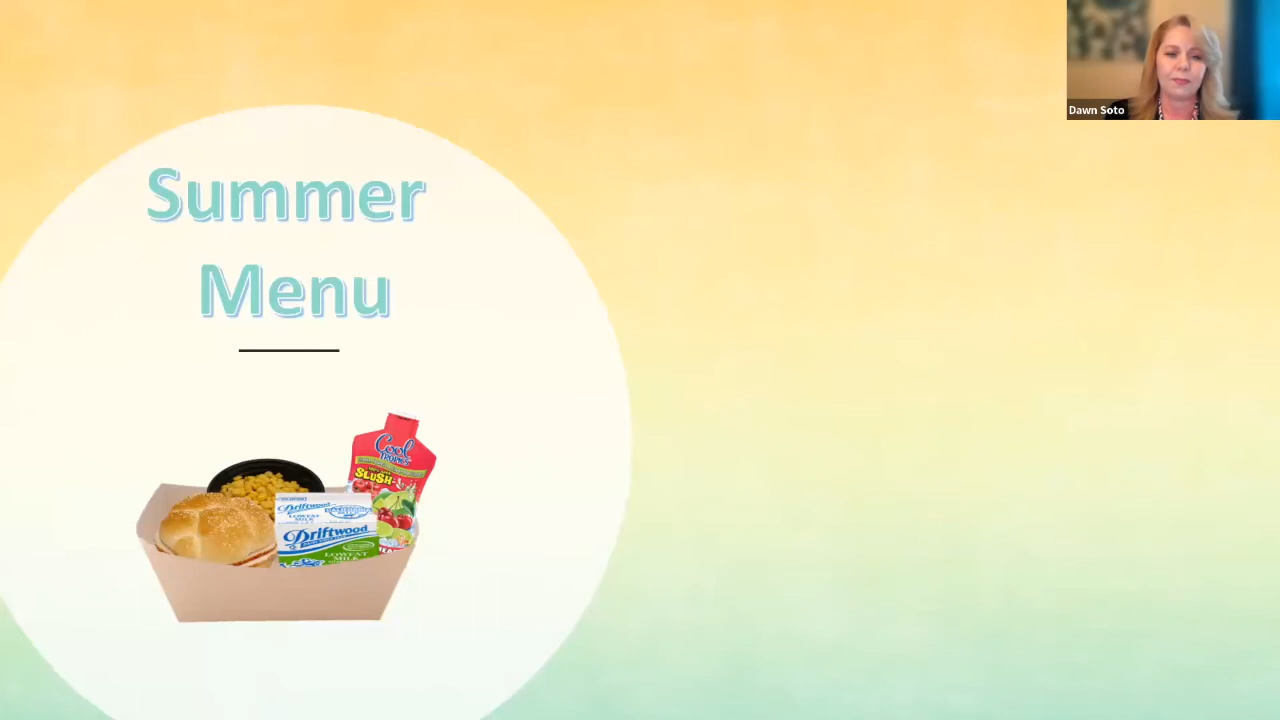 Dawn Soto
Summer
Menu
Cool
TROPICS
SLUSH
Driftwood
LOWFAT
MILK
Driftwood
LOWFAT
MILK